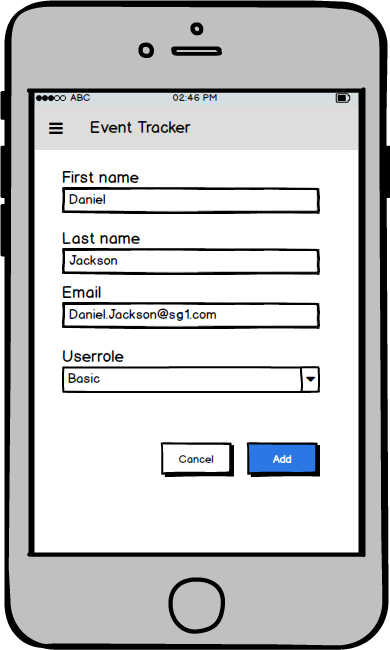 ABC 02:46 PM
Event Tracker
First name
Daniel
Last name
Jackson
Email
Daniel.Jackson@sg1.com
Userrole
Basic
Cancel Add